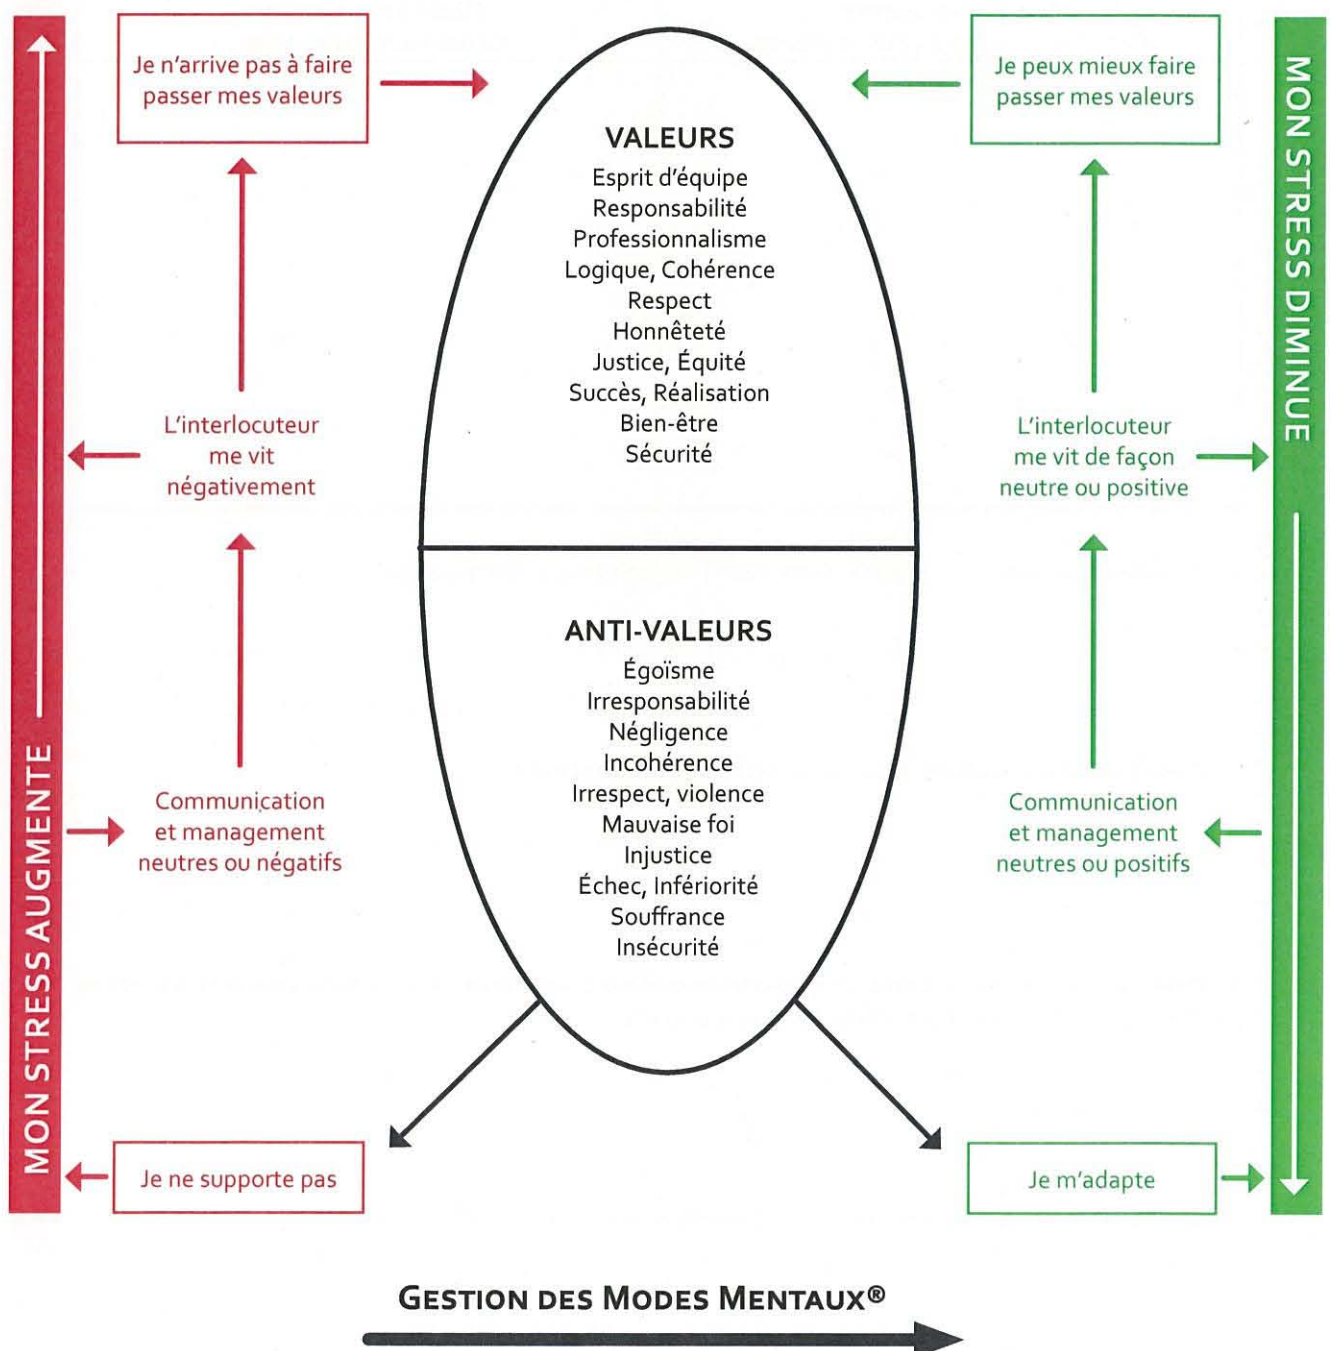 MON STRESS AUGMENTE
Je n'arrive pas à faire
passer mes valeurs
L'interlocuteur
me vit
négativement
Communication
et management
neutres ou négatifs
Je ne supporte pas
VALEURS
Esprit d'équipe
Responsabilité
Professionnalisme
Logique, Cohérence
Respect
Honnêteté
Justice, Équité
Succès, Réalisation
Bien-être
Sécurité
ANTI-VALEURS
Égoïsme
Irresponsabilité
Négligence
Incohérence
Irrespect, violence
Mauvaise foi
Injustice
Échec, Infériorité
Souffrance
Insécurité
Je peux mieux faire
passer mes valeurs
L'interlocuteur
me vit de façon
neutre ou positive
Communication
et management
neutres ou positifs
Je m'adapte
MON STRESS DIMINUE
GESTION DES MODES MENTAUX®